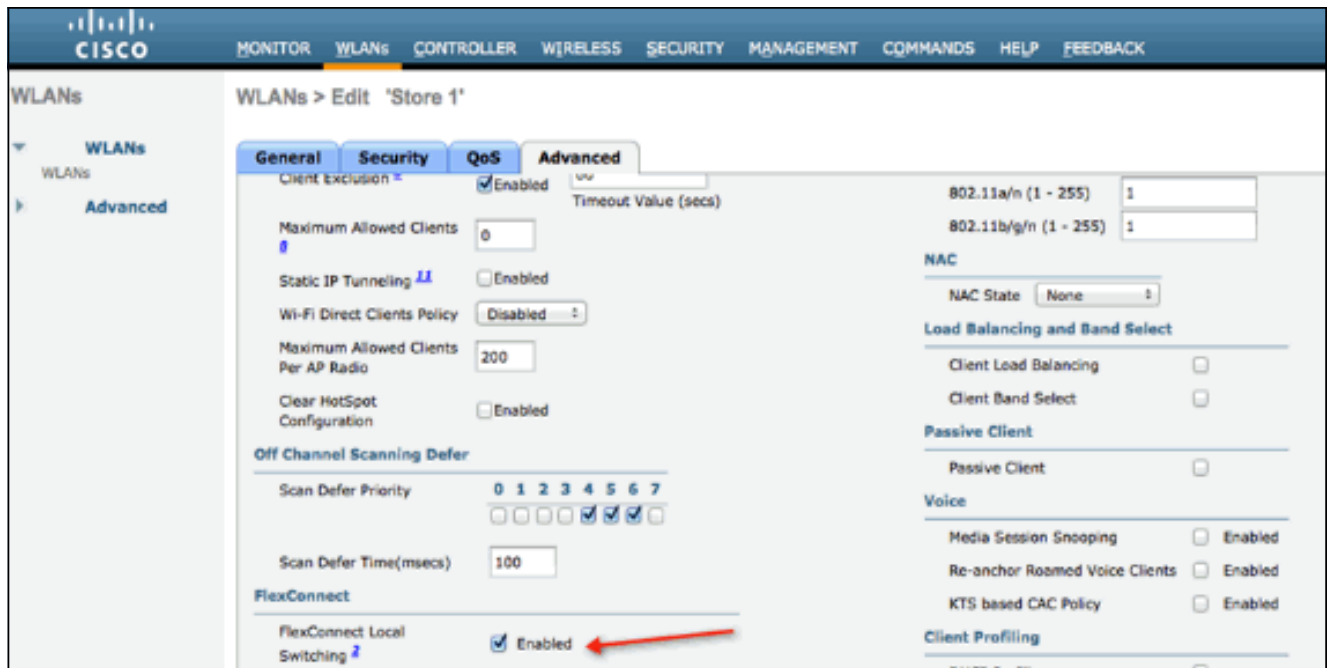 CISCO
MONITOR WLANs CONTROLLER WIRELESS SECURITY MANAGEMENT COMMANDS HELP FEEDBACK
WLANs
WLANs
WLANs
Advanced
WLANs > Edit 'Store 1'
General Security QoS Advanced
Client Exclusion Enabled
Timeout Value (secs)
Maximum Allowed Clients
8
0
Static IP Tunneling 11 Enabled
Wi-Fi Direct Clients Policy Disabled
Maximum Allowed Clients
Per AP Radio
200
Clear HotSpot
Configuration
Enabled
Off Channel Scanning Defer
Scan Defer Priority 0 1 2 3 4 5 6 7
Scan Defer Time(msecs) 100
FlexConnect
FlexConnect Local
Switching 2
Enabled
802.11a/n (1 - 255) 1
802.11b/g/n (1 - 255) 1
NAC
NAC State None
Load Balancing and Band Select
Client Load Balancing
Client Band Select
Passive Client
Passive Client
Voice
Media Session Snooping Enabled
Re-anchor Roamed Voice Clients Enabled
KTS based CAC Policy Enabled
Client Profiling